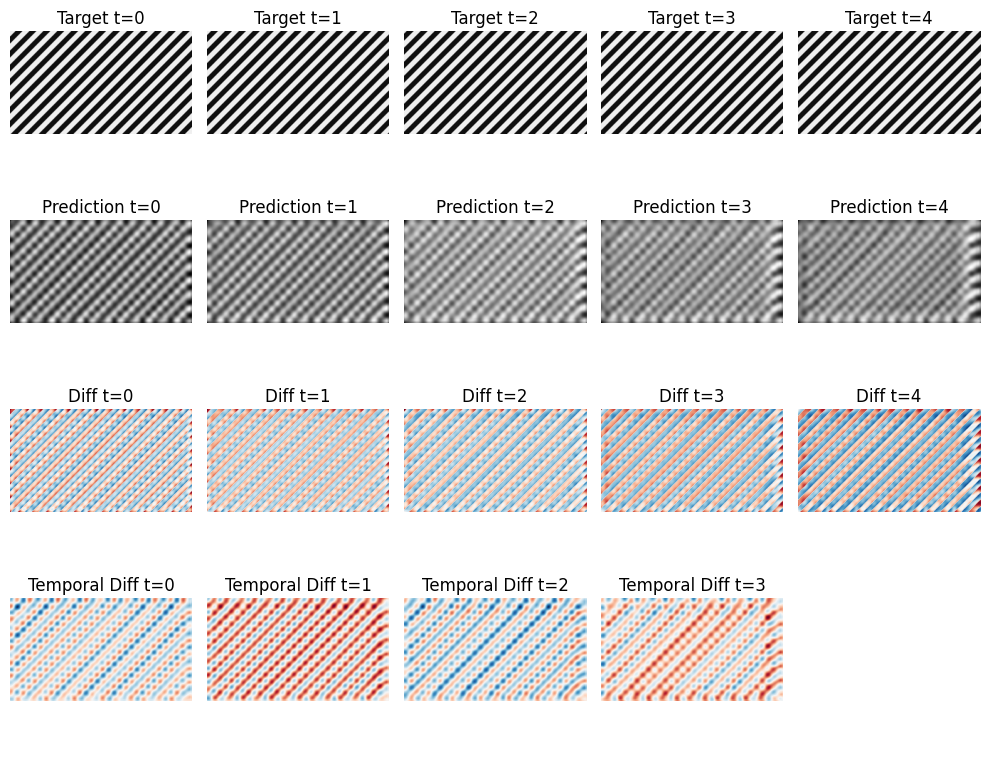 Target t=0 Target t=1 Target t=2 Target t=3 Target t=4
Prediction t=0 Prediction t=1 Prediction t=2 Prediction t=3 Prediction t=4
Diff t=0 Diff t=1 Diff t=2 Diff t=3 Diff t=4
Temporal Diff t=0 Temporal Diff t=1 Temporal Diff t=2 Temporal Diff t=3